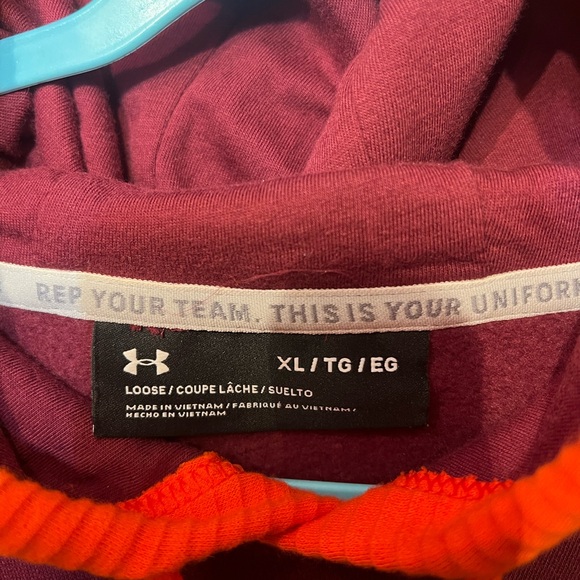 REP YOUR TEAM. THIS IS YOUR UNIFORM
XL / TG / EG
LOOSE / COUPE LÂCHE / SUELTO
MADE IN VIETNAM / FABRIQUÉ AU VIETNAM /
HECHO EN VIETNAM